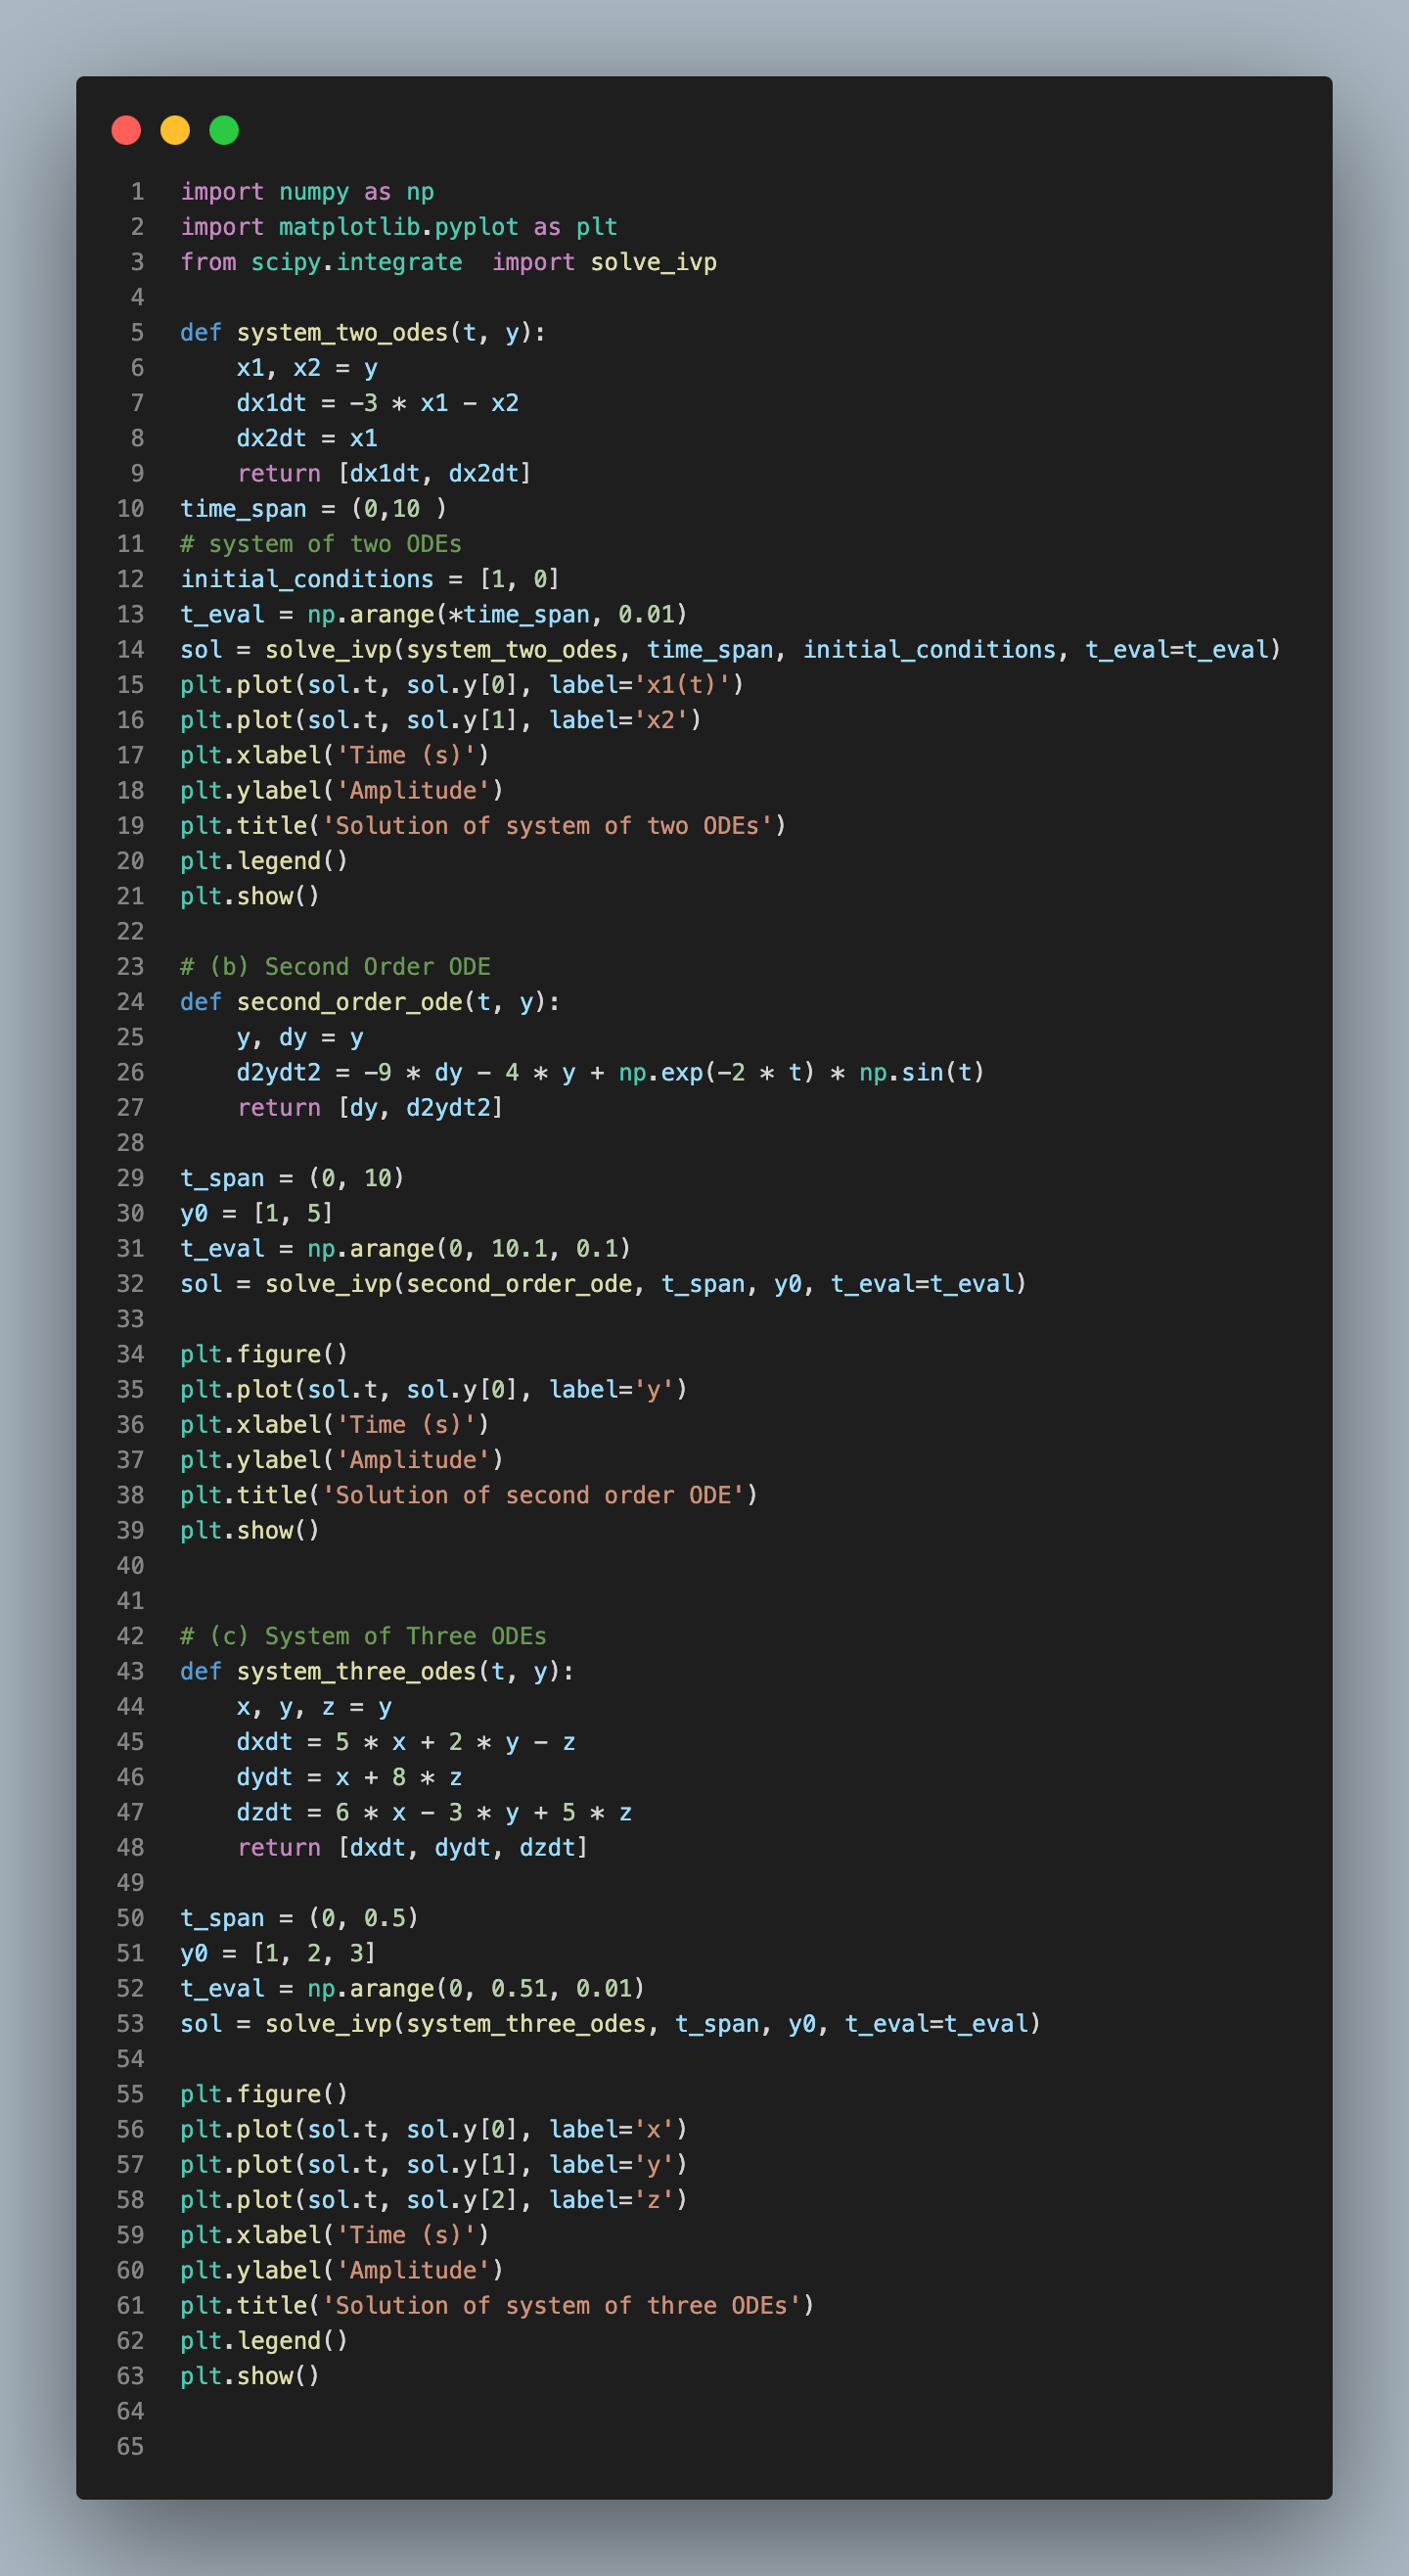 1 import numpy as np
2 import matplotlib.pyplot as plt
3 from scipy.integrate  import solve_ivp
4
5 def system_two_odes(t, y):
6     x1, x2 = y
7     dx1dt = -3 * x1 - x2
8     dx2dt = x1
9     return [dx1dt, dx2dt]
10 time_span = (0,10 )
11 # system of two ODEs
12 initial_conditions = [1, 0]
13 t_eval = np.arange(*time_span, 0.01)
14 sol = solve_ivp(system_two_odes, time_span, initial_conditions, t_eval=t_eval)
15 plt.plot(sol.t, sol.y[0], label='x1(t)')
16 plt.plot(sol.t, sol.y[1], label='x2')
17 plt.xlabel('Time (s)')
18 plt.ylabel('Amplitude')
19 plt.title('Solution of system of two ODEs')
20 plt.legend()
21 plt.show()
22
23 # (b) Second Order ODE
24 def second_order_ode(t, y):
25     y, dy = y
26     d2ydt2 = -9 * dy - 4 * y + np.exp(-2 * t) * np.sin(t)
27     return [dy, d2ydt2]
28
29 t_span = (0, 10)
30 y0 = [1, 5]
31 t_eval = np.arange(0, 10.1, 0.1)
32 sol = solve_ivp(second_order_ode, t_span, y0, t_eval=t_eval)
33
34 plt.figure()
35 plt.plot(sol.t, sol.y[0], label='y')
36 plt.xlabel('Time (s)')
37 plt.ylabel('Amplitude')
38 plt.title('Solution of second order ODE')
39 plt.show()
40
41
42 # (c) System of Three ODEs
43 def system_three_odes(t, y):
44     x, y, z = y
45     dxdt = 5 * x + 2 * y - z
46     dydt = x + 8 * z
47     dzdt = 6 * x - 3 * y + 5 * z
48     return [dxdt, dydt, dzdt]
49
50 t_span = (0, 0.5)
51 y0 = [1, 2, 3]
52 t_eval = np.arange(0, 0.51, 0.01)
53 sol = solve_ivp(system_three_odes, t_span, y0, t_eval=t_eval)
54
55 plt.figure()
56 plt.plot(sol.t, sol.y[0], label='x')
57 plt.plot(sol.t, sol.y[1], label='y')
58 plt.plot(sol.t, sol.y[2], label='z')
59 plt.xlabel('Time (s)')
60 plt.ylabel('Amplitude')
61 plt.title('Solution of system of three ODEs')
62 plt.legend()
63 plt.show()
64
65